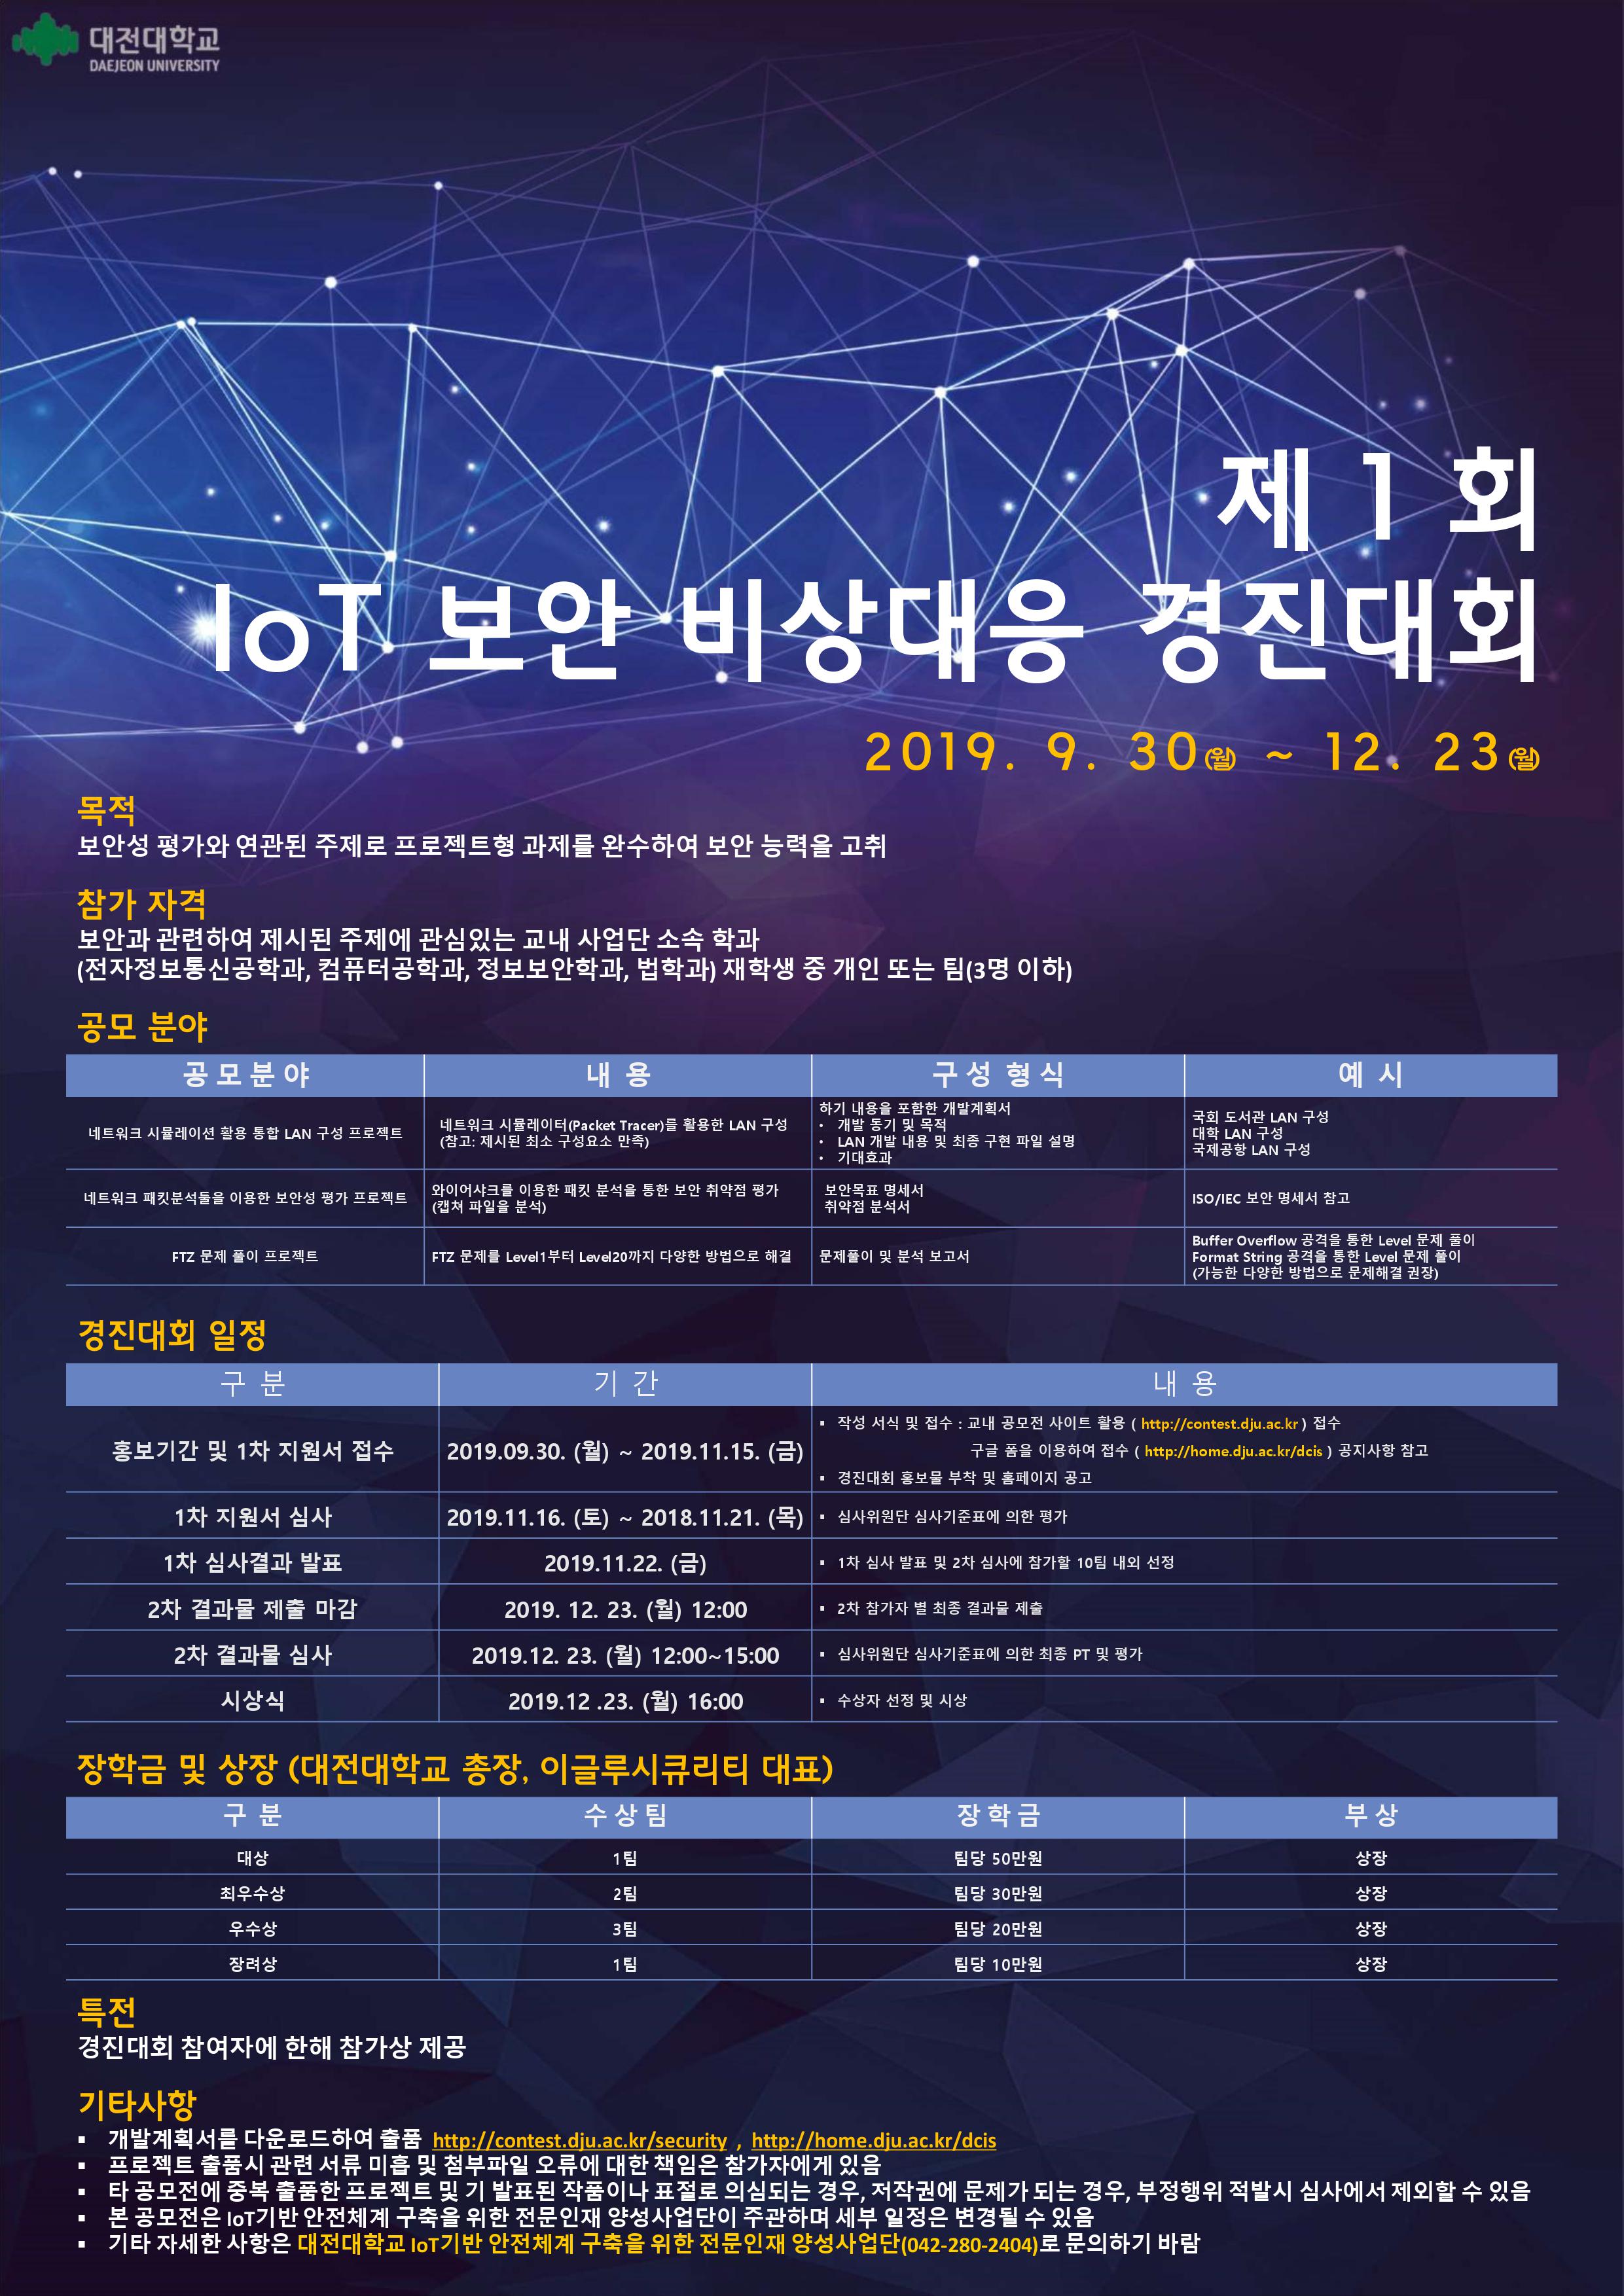 대전대학교
DAEJEON UNIVERSITY
제 1 회
IoT 보안 비상대응 경진대회
2019. 9. 30(월) ~ 12. 23(월)
목적
보안성 평가와 연관된 주제로 프로젝트형 과제를 완수하여 보안 능력을 고취
참가 자격
보안과 관련하여 제시된 주제에 관심있는 교내 사업단 소속 학과
(전자정보통신공학과, 컴퓨터공학과, 정보보안학과, 법학과) 재학생 중 개인 또는 팀(3명 이하)
공모 분야
공모분야 내 용 구성 형식 예 시
네트워크 시뮬레이션 활용 통합 LAN 구성 프로젝트
네트워크 시뮬레이터(Packet Tracer)를 활용한 LAN 구성
(참고: 제시된 최소 구성요소 만족)
하기 내용을 포함한 개발계획서
• 개발 동기 및 목적
• LAN 개발 내용 및 최종 구현 파일 설명
• 기대효과
국회 도서관 LAN 구성
대학 LAN 구성
국제공항 LAN 구성
네트워크 패킷분석툴을 이용한 보안성 평가 프로젝트
와이어샤크를 이용한 패킷 분석을 통한 보안 취약점 평가
(캡쳐 파일을 분석)
보안목표 명세서
취약점 분석서
ISO/IEC 보안 명세서 참고
FTZ 문제 풀이 프로젝트
FTZ 문제를 Level1부터 Level20까지 다양한 방법으로 해결
문제풀이 및 분석 보고서
Buffer Overflow 공격을 통한 Level 문제 풀이
Format String 공격을 통한 Level 문제 풀이
(가능한 다양한 방법으로 문제해결 권장)
경진대회 일정
구 분 기 간 내 용
홍보기간 및 1차 지원서 접수
2019.09.30. (월) ~ 2019.11.15. (금)
▪ 작성 서식 및 접수 : 교내 공모전 사이트 활용 ( http://contest.dju.ac.kr ) 접수
구글 폼을 이용하여 접수 ( http://home.dju.ac.kr/dcis ) 공지사항 참고
▪ 경진대회 홍보물 부착 및 홈페이지 공고
1차 지원서 심사 2019.11.16. (토) ~ 2018.11.21. (목) ▪ 심사위원단 심사기준표에 의한 평가
1차 심사결과 발표 2019.11.22. (금) ▪ 1차 심사 발표 및 2차 심사에 참가할 10팀 내외 선정
2차 결과물 제출 마감 2019. 12. 23. (월) 12:00 ▪ 2차 참가자 별 최종 결과물 제출
2차 결과물 심사 2019.12. 23. (월) 12:00~15:00 ▪ 심사위원단 심사기준표에 의한 최종 PT 및 평가
시상식 2019.12 .23. (월) 16:00 ▪ 수상자 선정 및 시상
장학금 및 상장 (대전대학교 총장, 이글루시큐리티 대표)
구 분 수상팀 장학금 부상
대상 1팀 팀당 50만원 상장
최우수상 2팀 팀당 30만원 상장
우수상 3팀 팀당 20만원 상장
장려상 1팀 팀당 10만원 상장
특전
경진대회 참여자에 한해 참가상 제공
기타사항
▪ 개발계획서를 다운로드하여 출품 http://contest.dju.ac.kr/security , http://home.dju.ac.kr/dcis
▪ 프로젝트 출품시 관련 서류 미흡 및 첨부파일 오류에 대한 책임은 참가자에게 있음
▪ 타 공모전에 중복 출품한 프로젝트 및 기 발표된 작품이나 표절로 의심되는 경우, 저작권에 문제가 되는 경우, 부정행위 적발시 심사에서 제외할 수 있음
▪ 본 공모전은 IoT기반 안전체계 구축을 위한 전문인재 양성사업단이 주관하며 세부 일정은 변경될 수 있음
▪ 기타 자세한 사항은 대전대학교 IoT기반 안전체계 구축을 위한 전문인재 양성사업단(042-280-2404)로 문의하기 바람